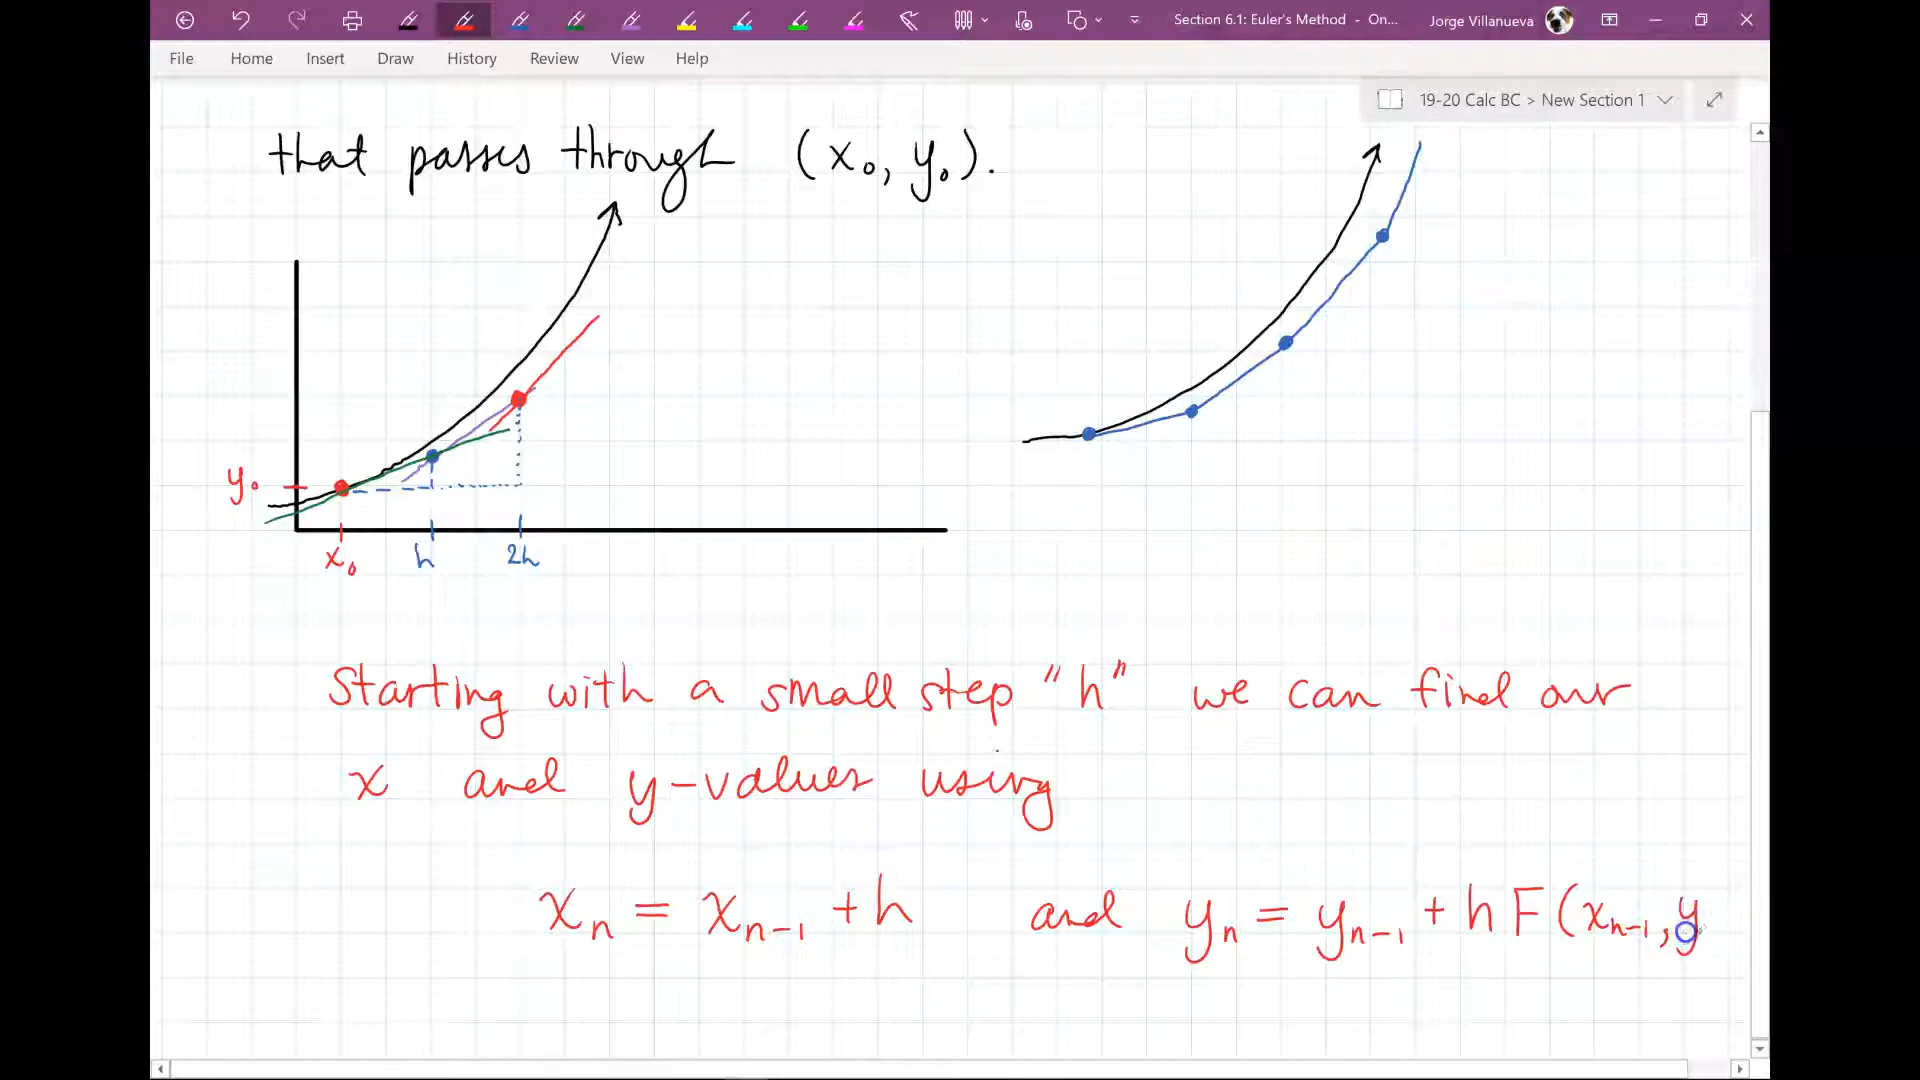 Section 6.1: Euler's Method - On...
Jorge Villanueva
File Home Insert Draw History Review View Help
19-20 Calc BC > New Section 1
that passes through (x₀, y₀).
y₀
x₀ h 2h
Starting with a small step "h" we can find our
x and y-values using
xₙ = xₙ₋₁ + h and yₙ = yₙ₋₁ + h F(xₙ₋₁, y